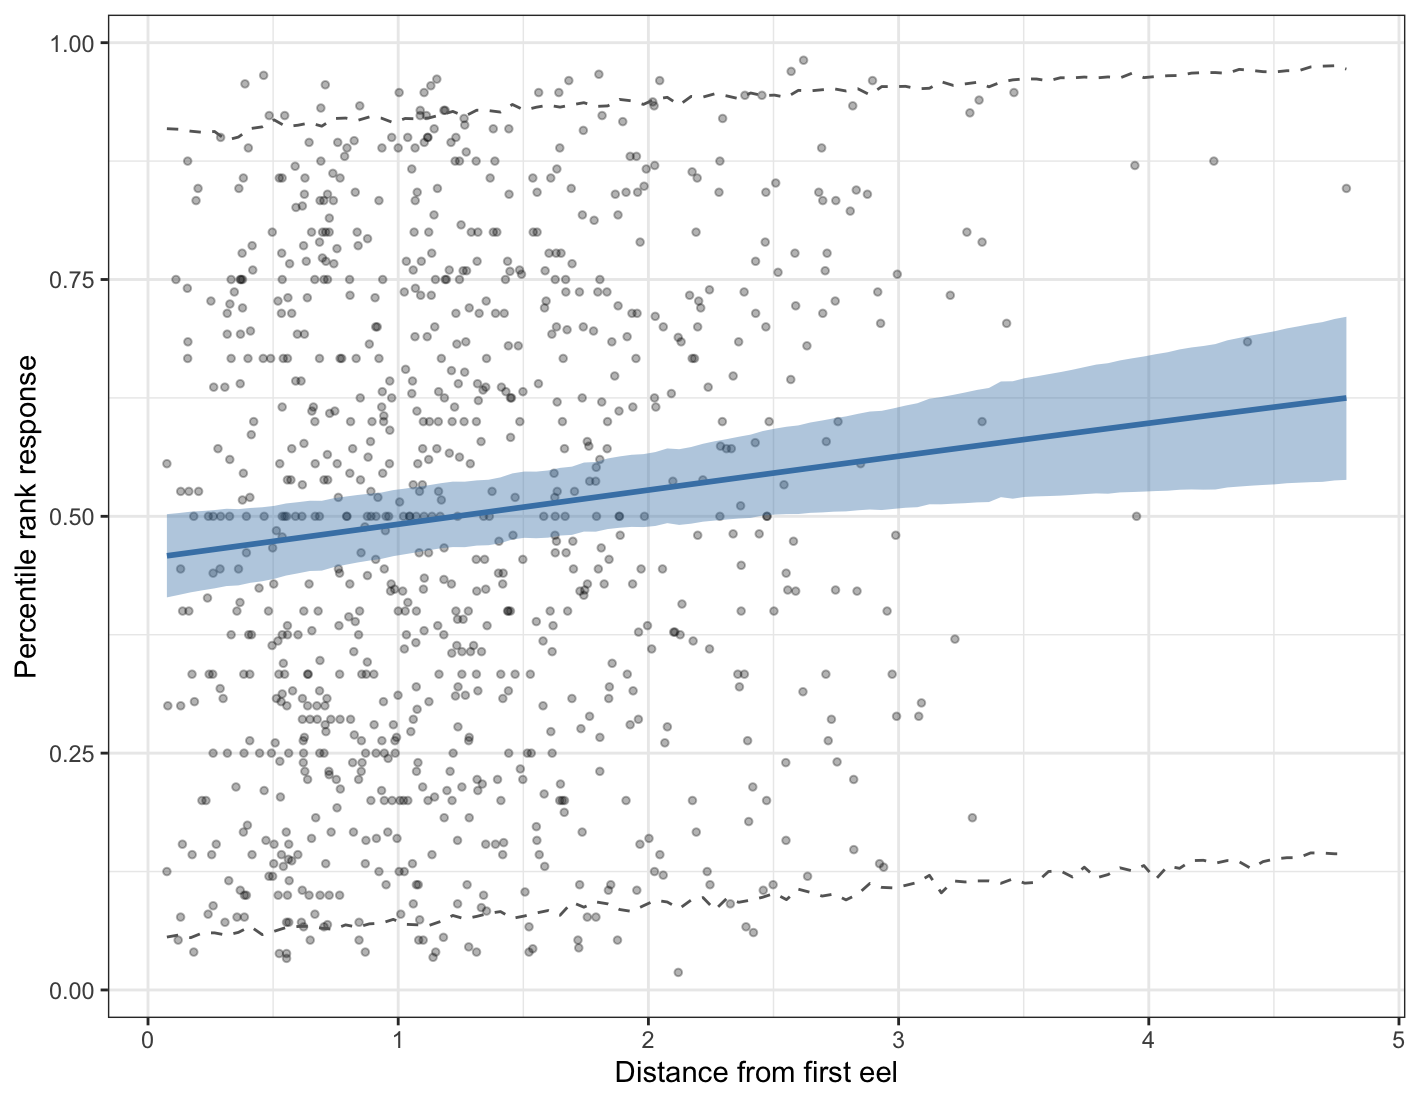 1.00
0.75
0.50
0.25
0.00
Percentile rank response
0 1 2 3 4 5
Distance from first eel